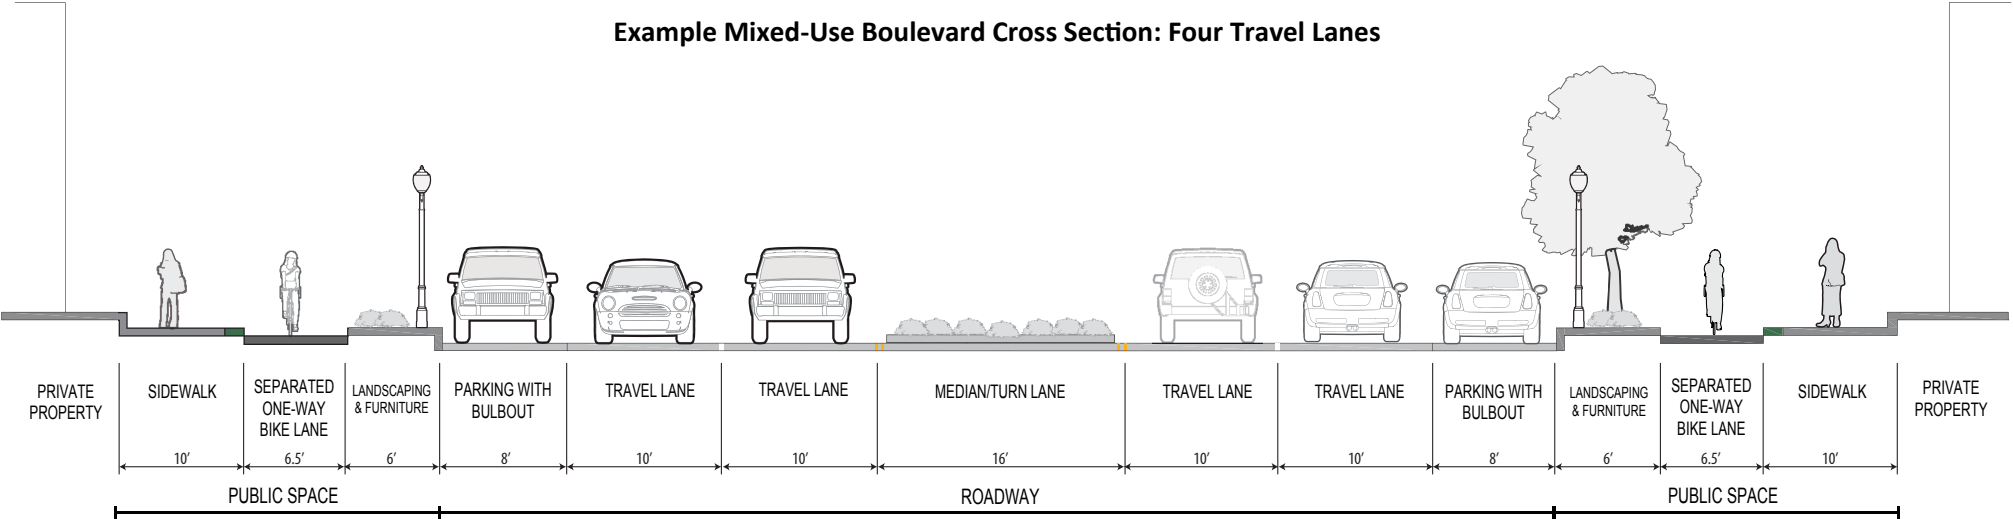 Example Mixed-Use Boulevard Cross Section: Four Travel Lanes
PRIVATE
PROPERTY
SIDEWALK
SEPARATED
ONE-WAY
BIKE LANE
LANDSCAPING
& FURNITURE
PARKING WITH
BULBOUT
TRAVEL LANE
TRAVEL LANE
MEDIAN/TURN LANE
TRAVEL LANE
TRAVEL LANE
PARKING WITH
BULBOUT
LANDSCAPING
& FURNITURE
SEPARATED
ONE-WAY
BIKE LANE
SIDEWALK
PRIVATE
PROPERTY
10’ 6.5’ 6’ 8’ 10’ 10’ 16’ 10’ 10’ 8’ 6’ 6.5’ 10’
PUBLIC SPACE ROADWAY PUBLIC SPACE